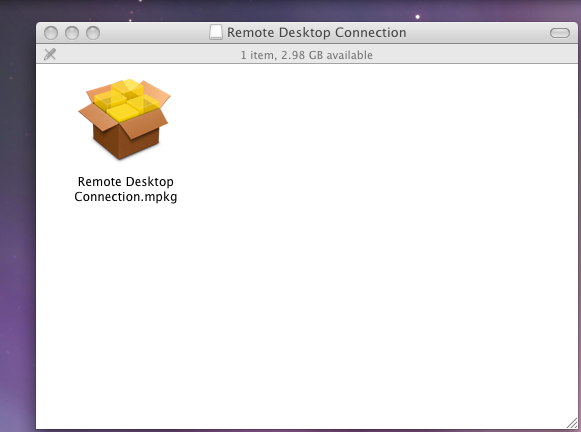 Remote Desktop Connection
1 item, 2.98 GB available
Remote Desktop
Connection.mpkg